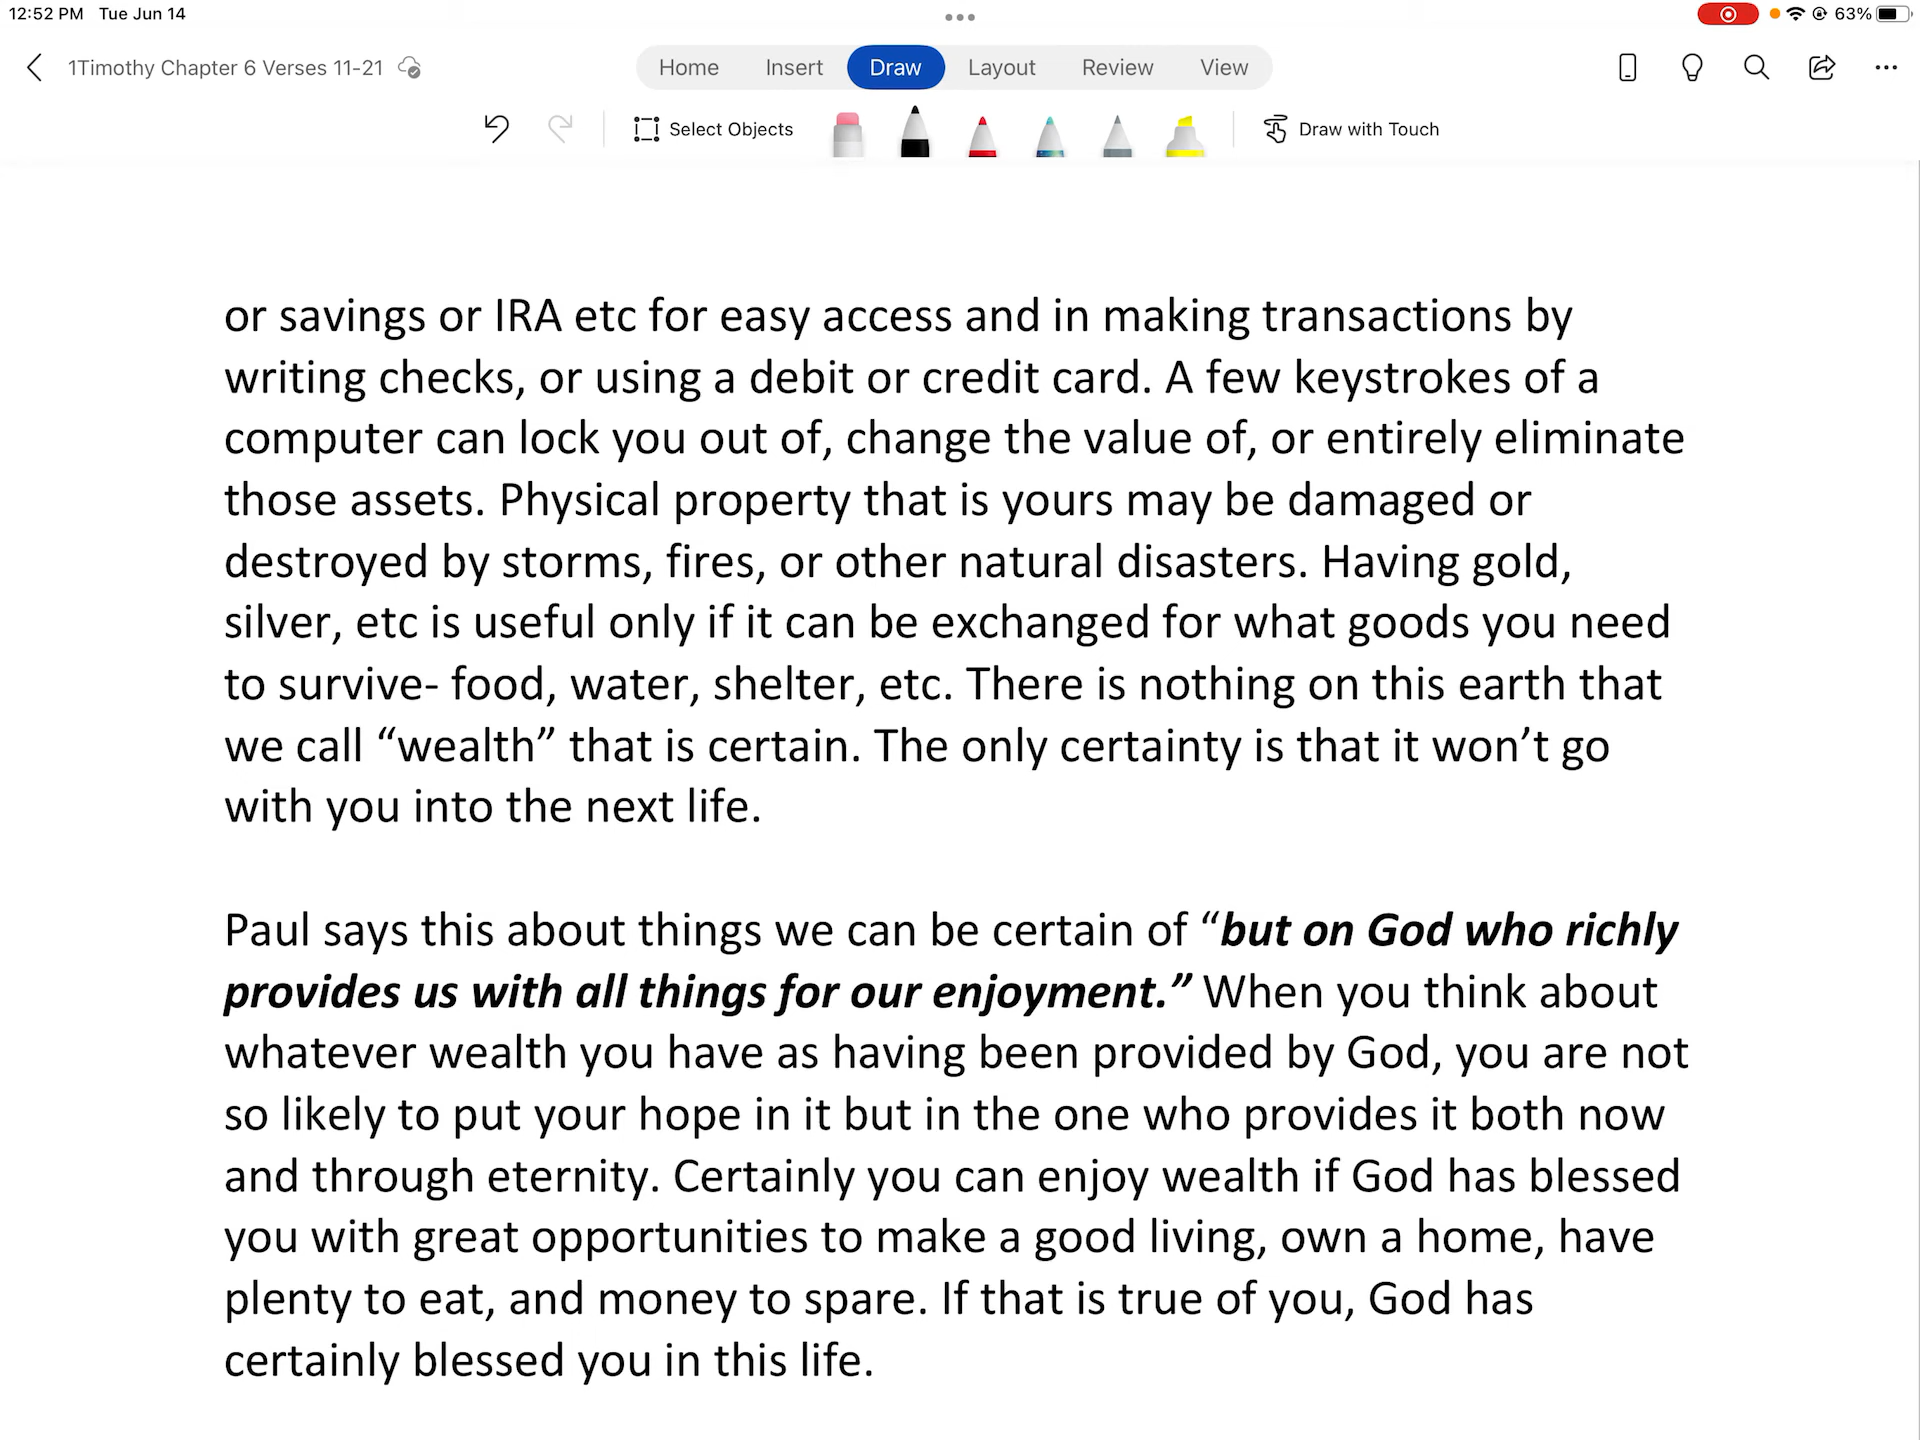 12:52 PM Tue Jun 14
63%
1Timothy Chapter 6 Verses 11-21
Home Insert Draw Layout Review View
Select Objects
Draw with Touch
or savings or IRA etc for easy access and in making transactions by
writing checks, or using a debit or credit card. A few keystrokes of a
computer can lock you out of, change the value of, or entirely eliminate
those assets. Physical property that is yours may be damaged or
destroyed by storms, fires, or other natural disasters. Having gold,
silver, etc is useful only if it can be exchanged for what goods you need
to survive- food, water, shelter, etc. There is nothing on this earth that
we call “wealth” that is certain. The only certainty is that it won’t go
with you into the next life.
Paul says this about things we can be certain of “but on God who richly
provides us with all things for our enjoyment.” When you think about
whatever wealth you have as having been provided by God, you are not
so likely to put your hope in it but in the one who provides it both now
and through eternity. Certainly you can enjoy wealth if God has blessed
you with great opportunities to make a good living, own a home, have
plenty to eat, and money to spare. If that is true of you, God has
certainly blessed you in this life.